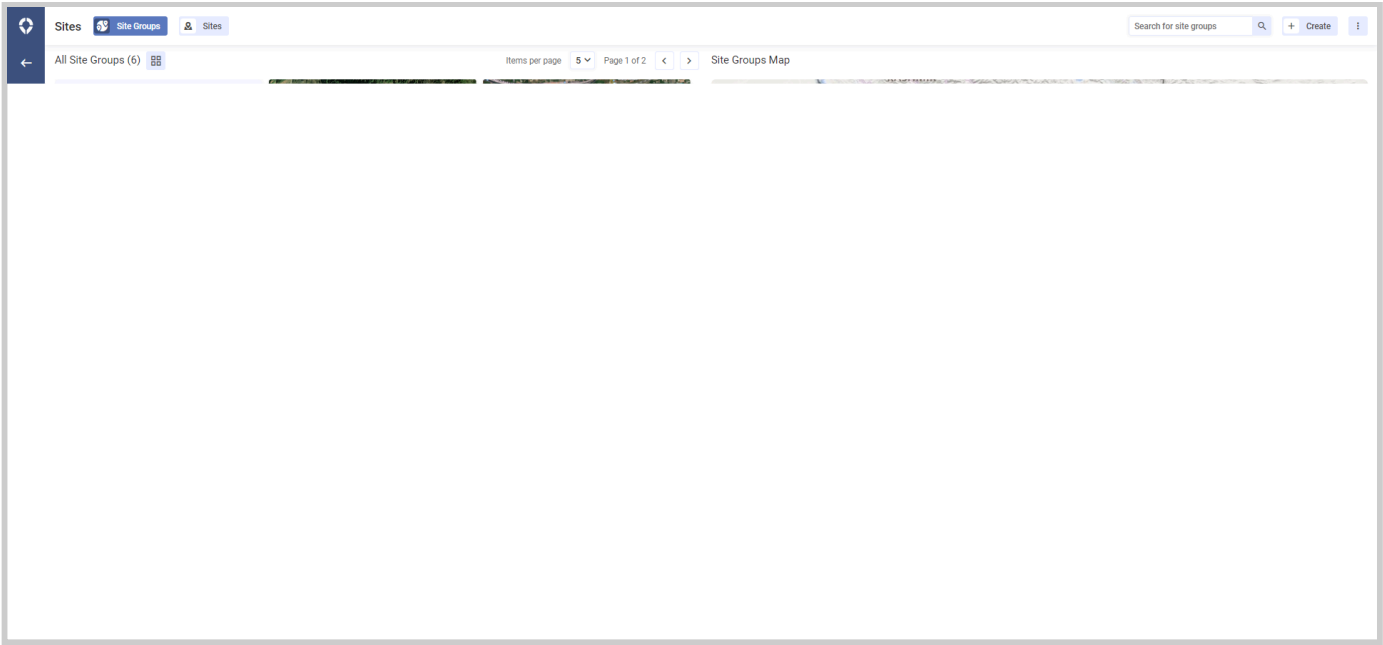 Sites Site Groups Sites Search for site groups + Create
All Site Groups (6) Items per page 5 Page 1 of 2 Site Groups Map